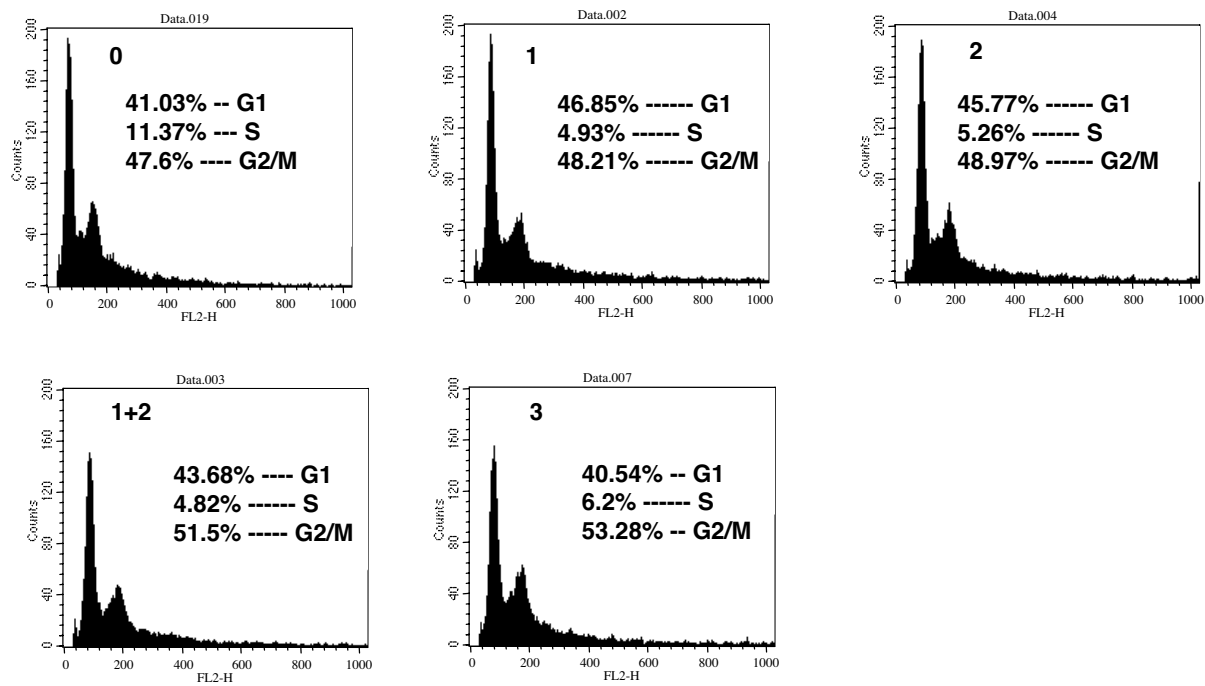 Data.019
0
41.03% -- G1
11.37% --- S
47.6% ---- G2/M
Counts
200
160
120
80
40
0
0 200 400 600 800 1000
FL2-H
Data.002
1
46.85% ------ G1
4.93% ------ S
48.21% ------ G2/M
Counts
200
160
120
80
40
0
0 200 400 600 800 1000
FL2-H
Data.004
2
45.77% ------ G1
5.26% ------ S
48.97% ------ G2/M
Counts
200
160
120
80
40
0
0 200 400 600 800 1000
FL2-H
Data.003
1+2
43.68% ---- G1
4.82% ------ S
51.5% ----- G2/M
Counts
200
160
120
80
40
0
0 200 400 600 800 1000
FL2-H
Data.007
3
40.54% -- G1
6.2% ------ S
53.28% -- G2/M
Counts
200
160
120
80
40
0
0 200 400 600 800 1000
FL2-H